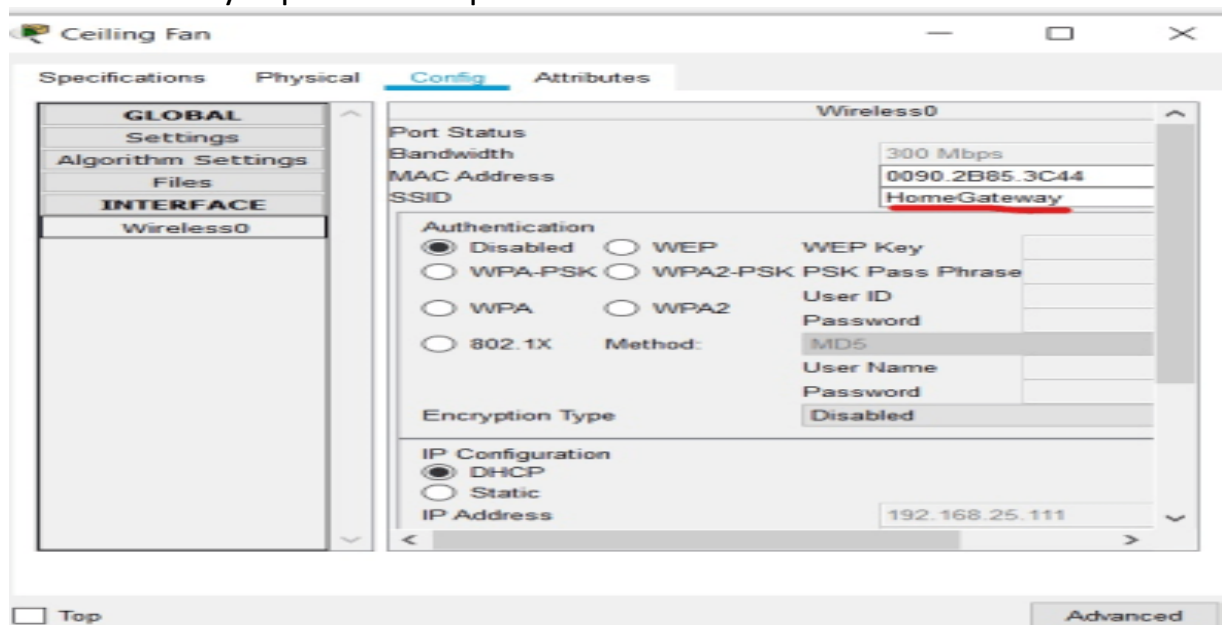 Ceiling Fan
Specifications Physical Config Attributes
GLOBAL
Settings
Algorithm Settings
Files
INTERFACE
Wireless0
Wireless0
Port Status
Bandwidth 300 Mbps
MAC Address 0090.2B85.3C44
SSID HomeGateway
Authentication
Disabled WEP WEP Key
WPA-PSK WPA2-PSK PSK Pass Phrase
User ID
WPA WPA2
Password
802.1X Method: MD5
User Name
Password
Encryption Type Disabled
IP Configuration
DHCP
Static
IP Address 192.168.25.111
Top Advanced